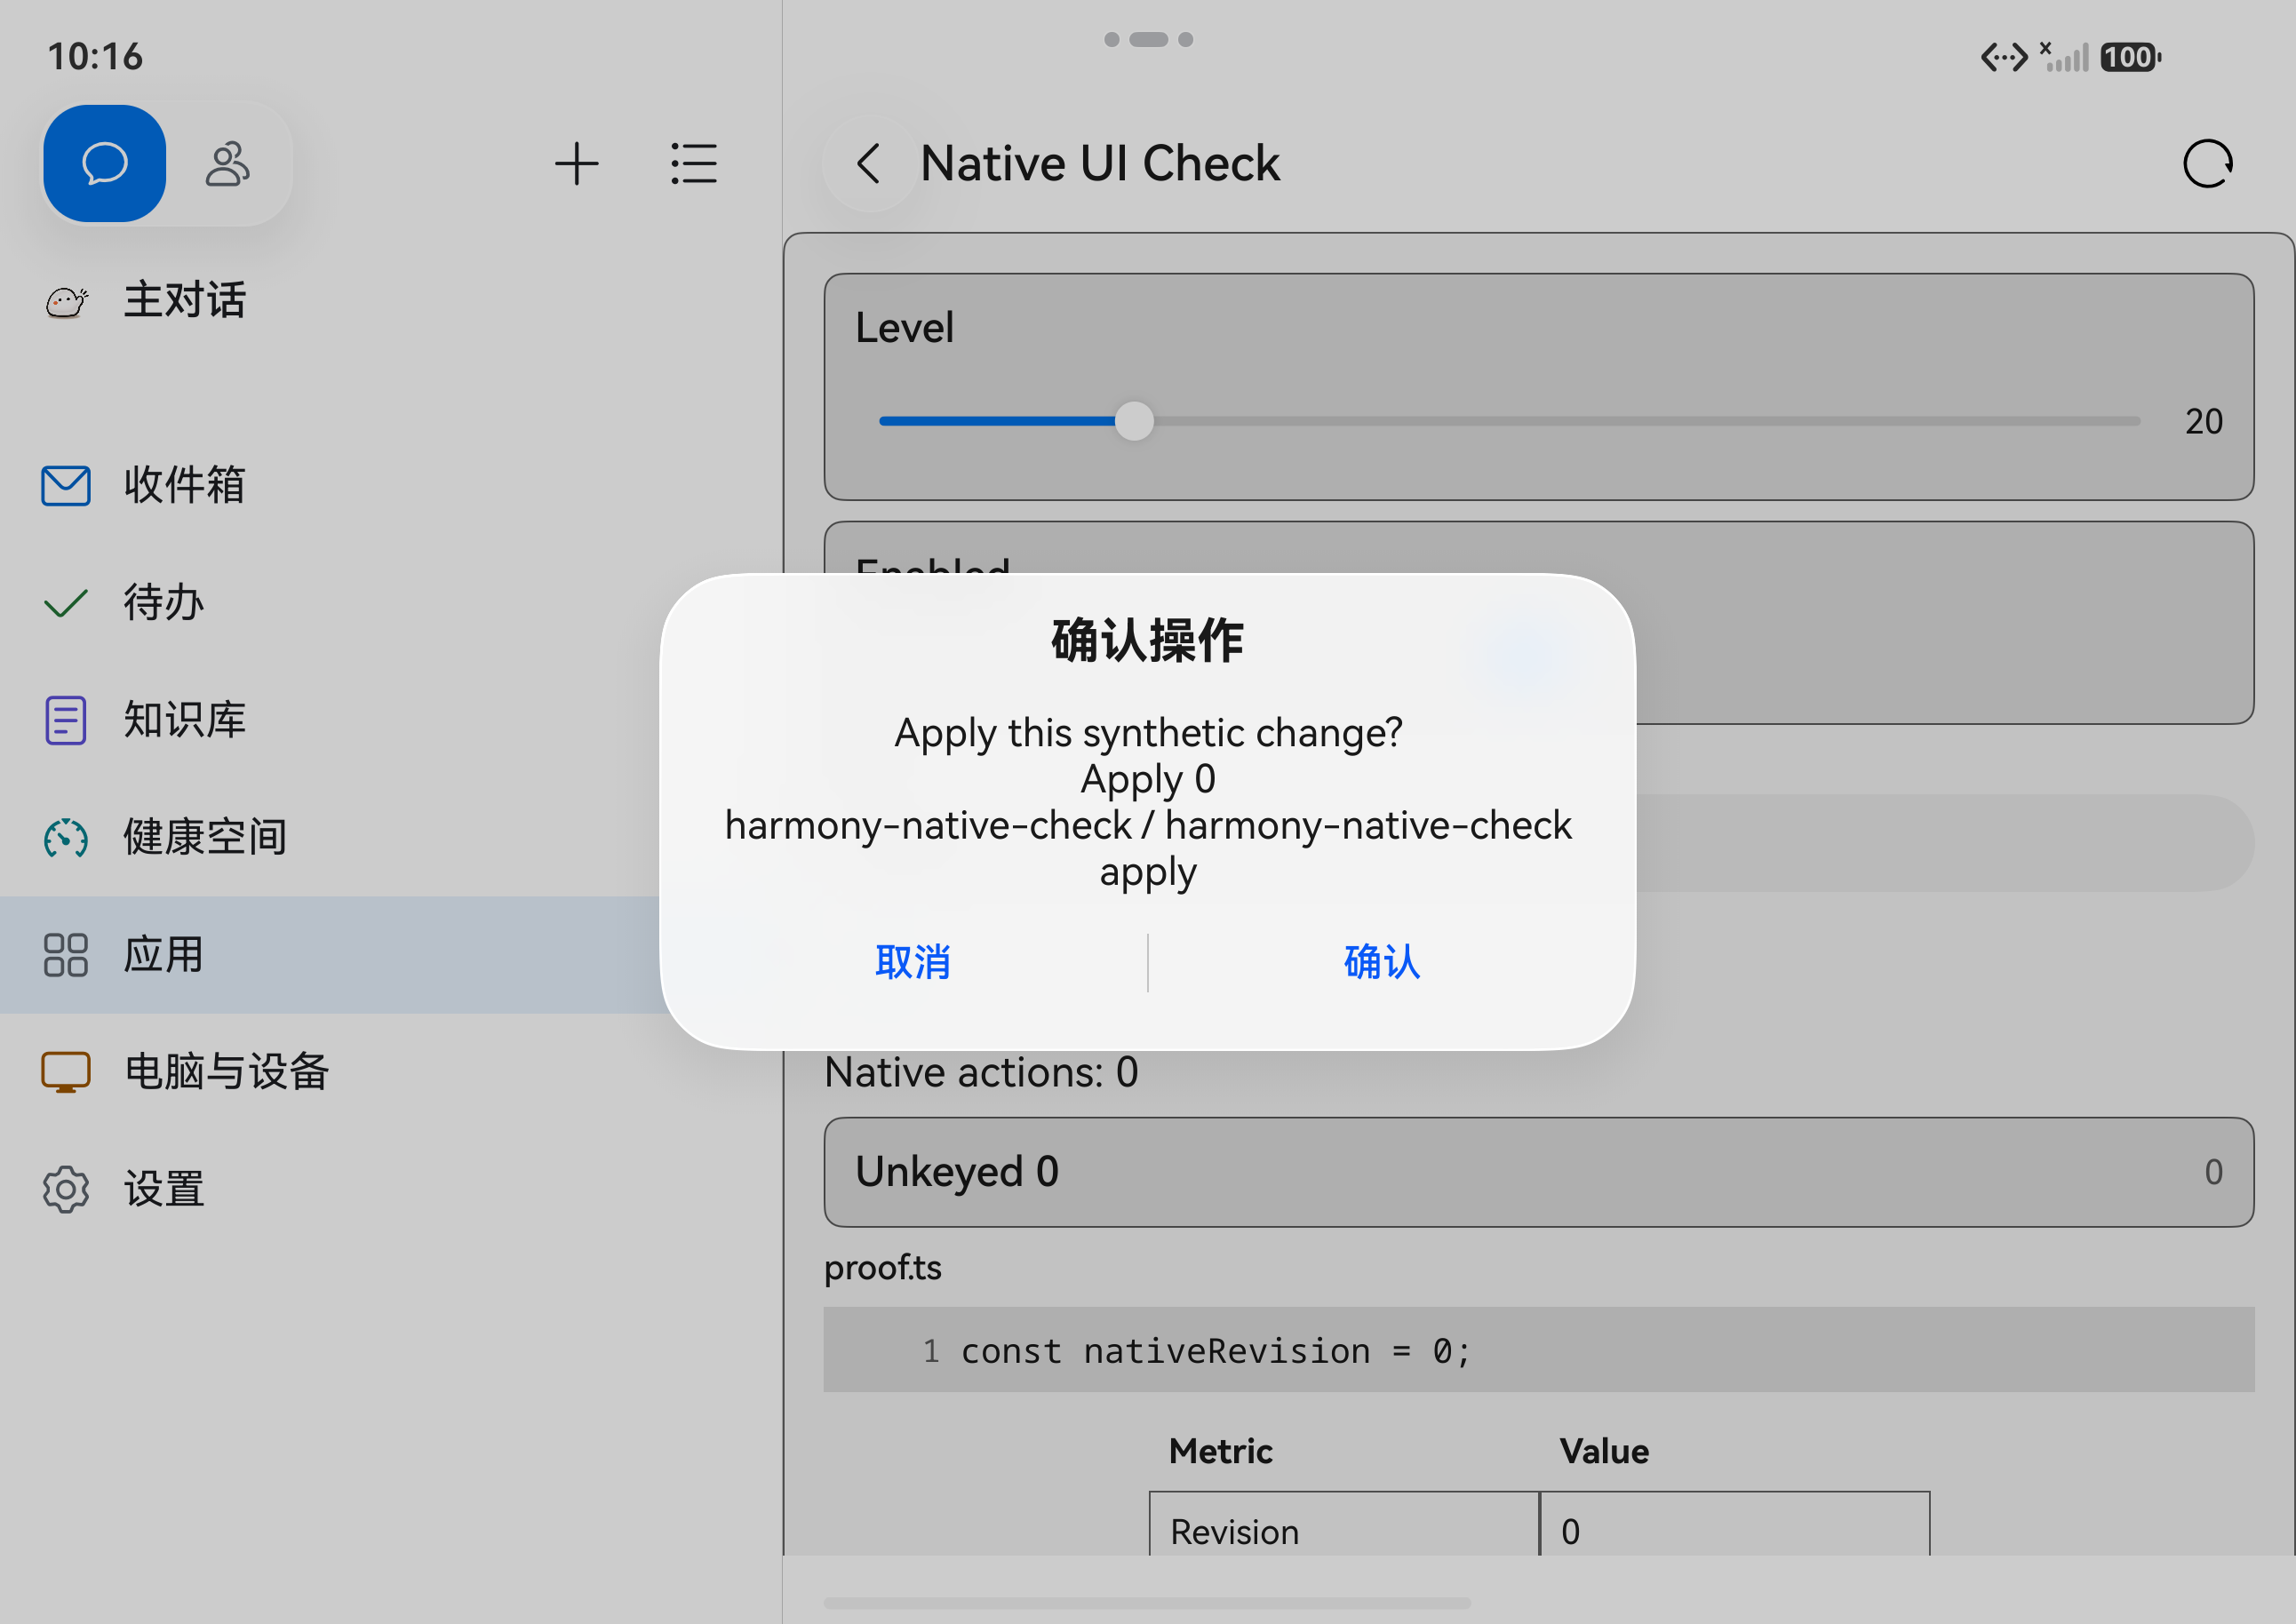 10:16
100
Native UI Check
主对话
收件箱
待办
知识库
健康空间
应用
电脑与设备
设置
Level
20
Enabled
确认操作
Apply this synthetic change?
Apply 0
harmony-native-check / harmony-native-check
apply
取消
确认
Native actions: 0
Unkeyed 0
0
proof.ts
1 const nativeRevision = 0;
Metric Value
Revision 0